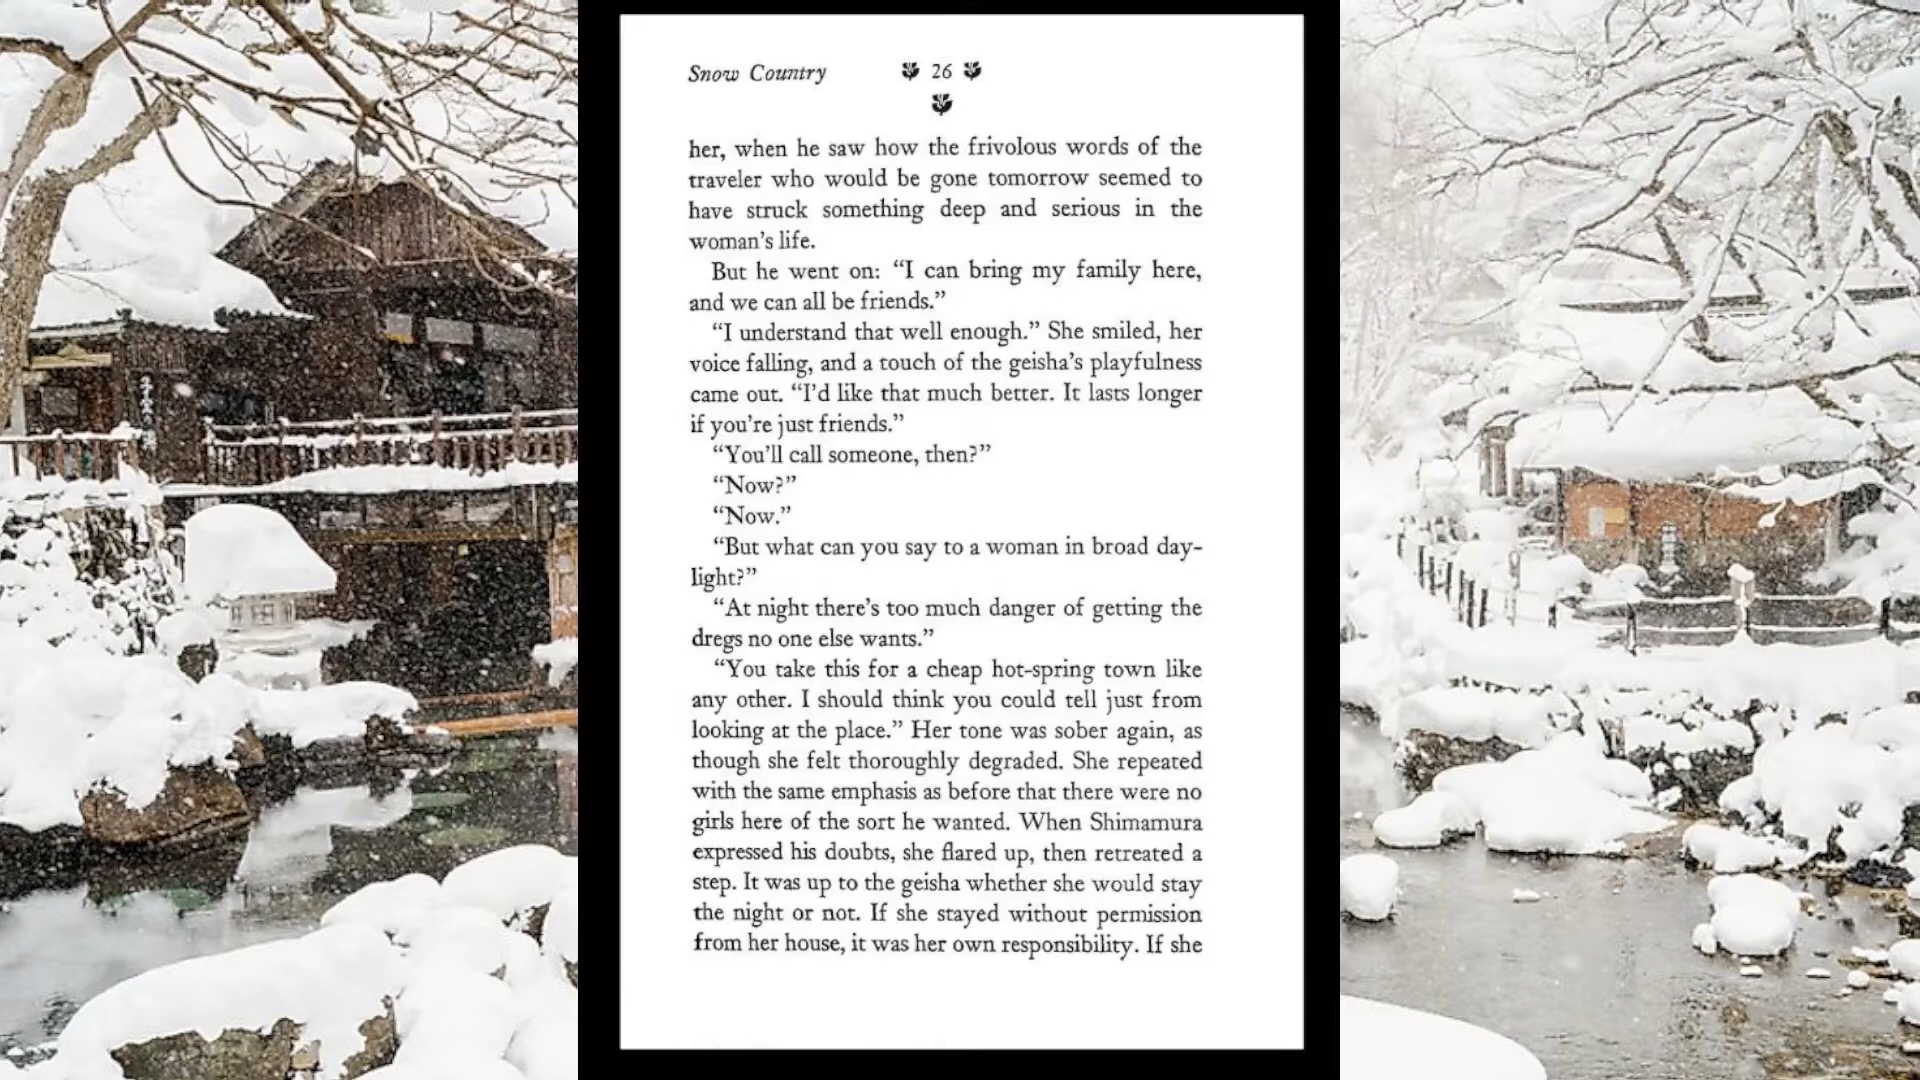 Snow Country 26
her, when he saw how the frivolous words of the
traveler who would be gone tomorrow seemed to
have struck something deep and serious in the
woman's life.
But he went on: “I can bring my family here,
and we can all be friends.”
“I understand that well enough.” She smiled, her
voice falling, and a touch of the geisha's playfulness
came out. “I'd like that much better. It lasts longer
if you're just friends.”
“You'll call someone, then?”
“Now?”
“Now.”
“But what can you say to a woman in broad day-
light?”
“At night there's too much danger of getting the
dregs no one else wants.”
“You take this for a cheap hot-spring town like
any other. I should think you could tell just from
looking at the place.” Her tone was sober again, as
though she felt thoroughly degraded. She repeated
with the same emphasis as before that there were no
girls here of the sort he wanted. When Shimamura
expressed his doubts, she flared up, then retreated a
step. It was up to the geisha whether she would stay
the night or not. If she stayed without permission
from her house, it was her own responsibility. If she